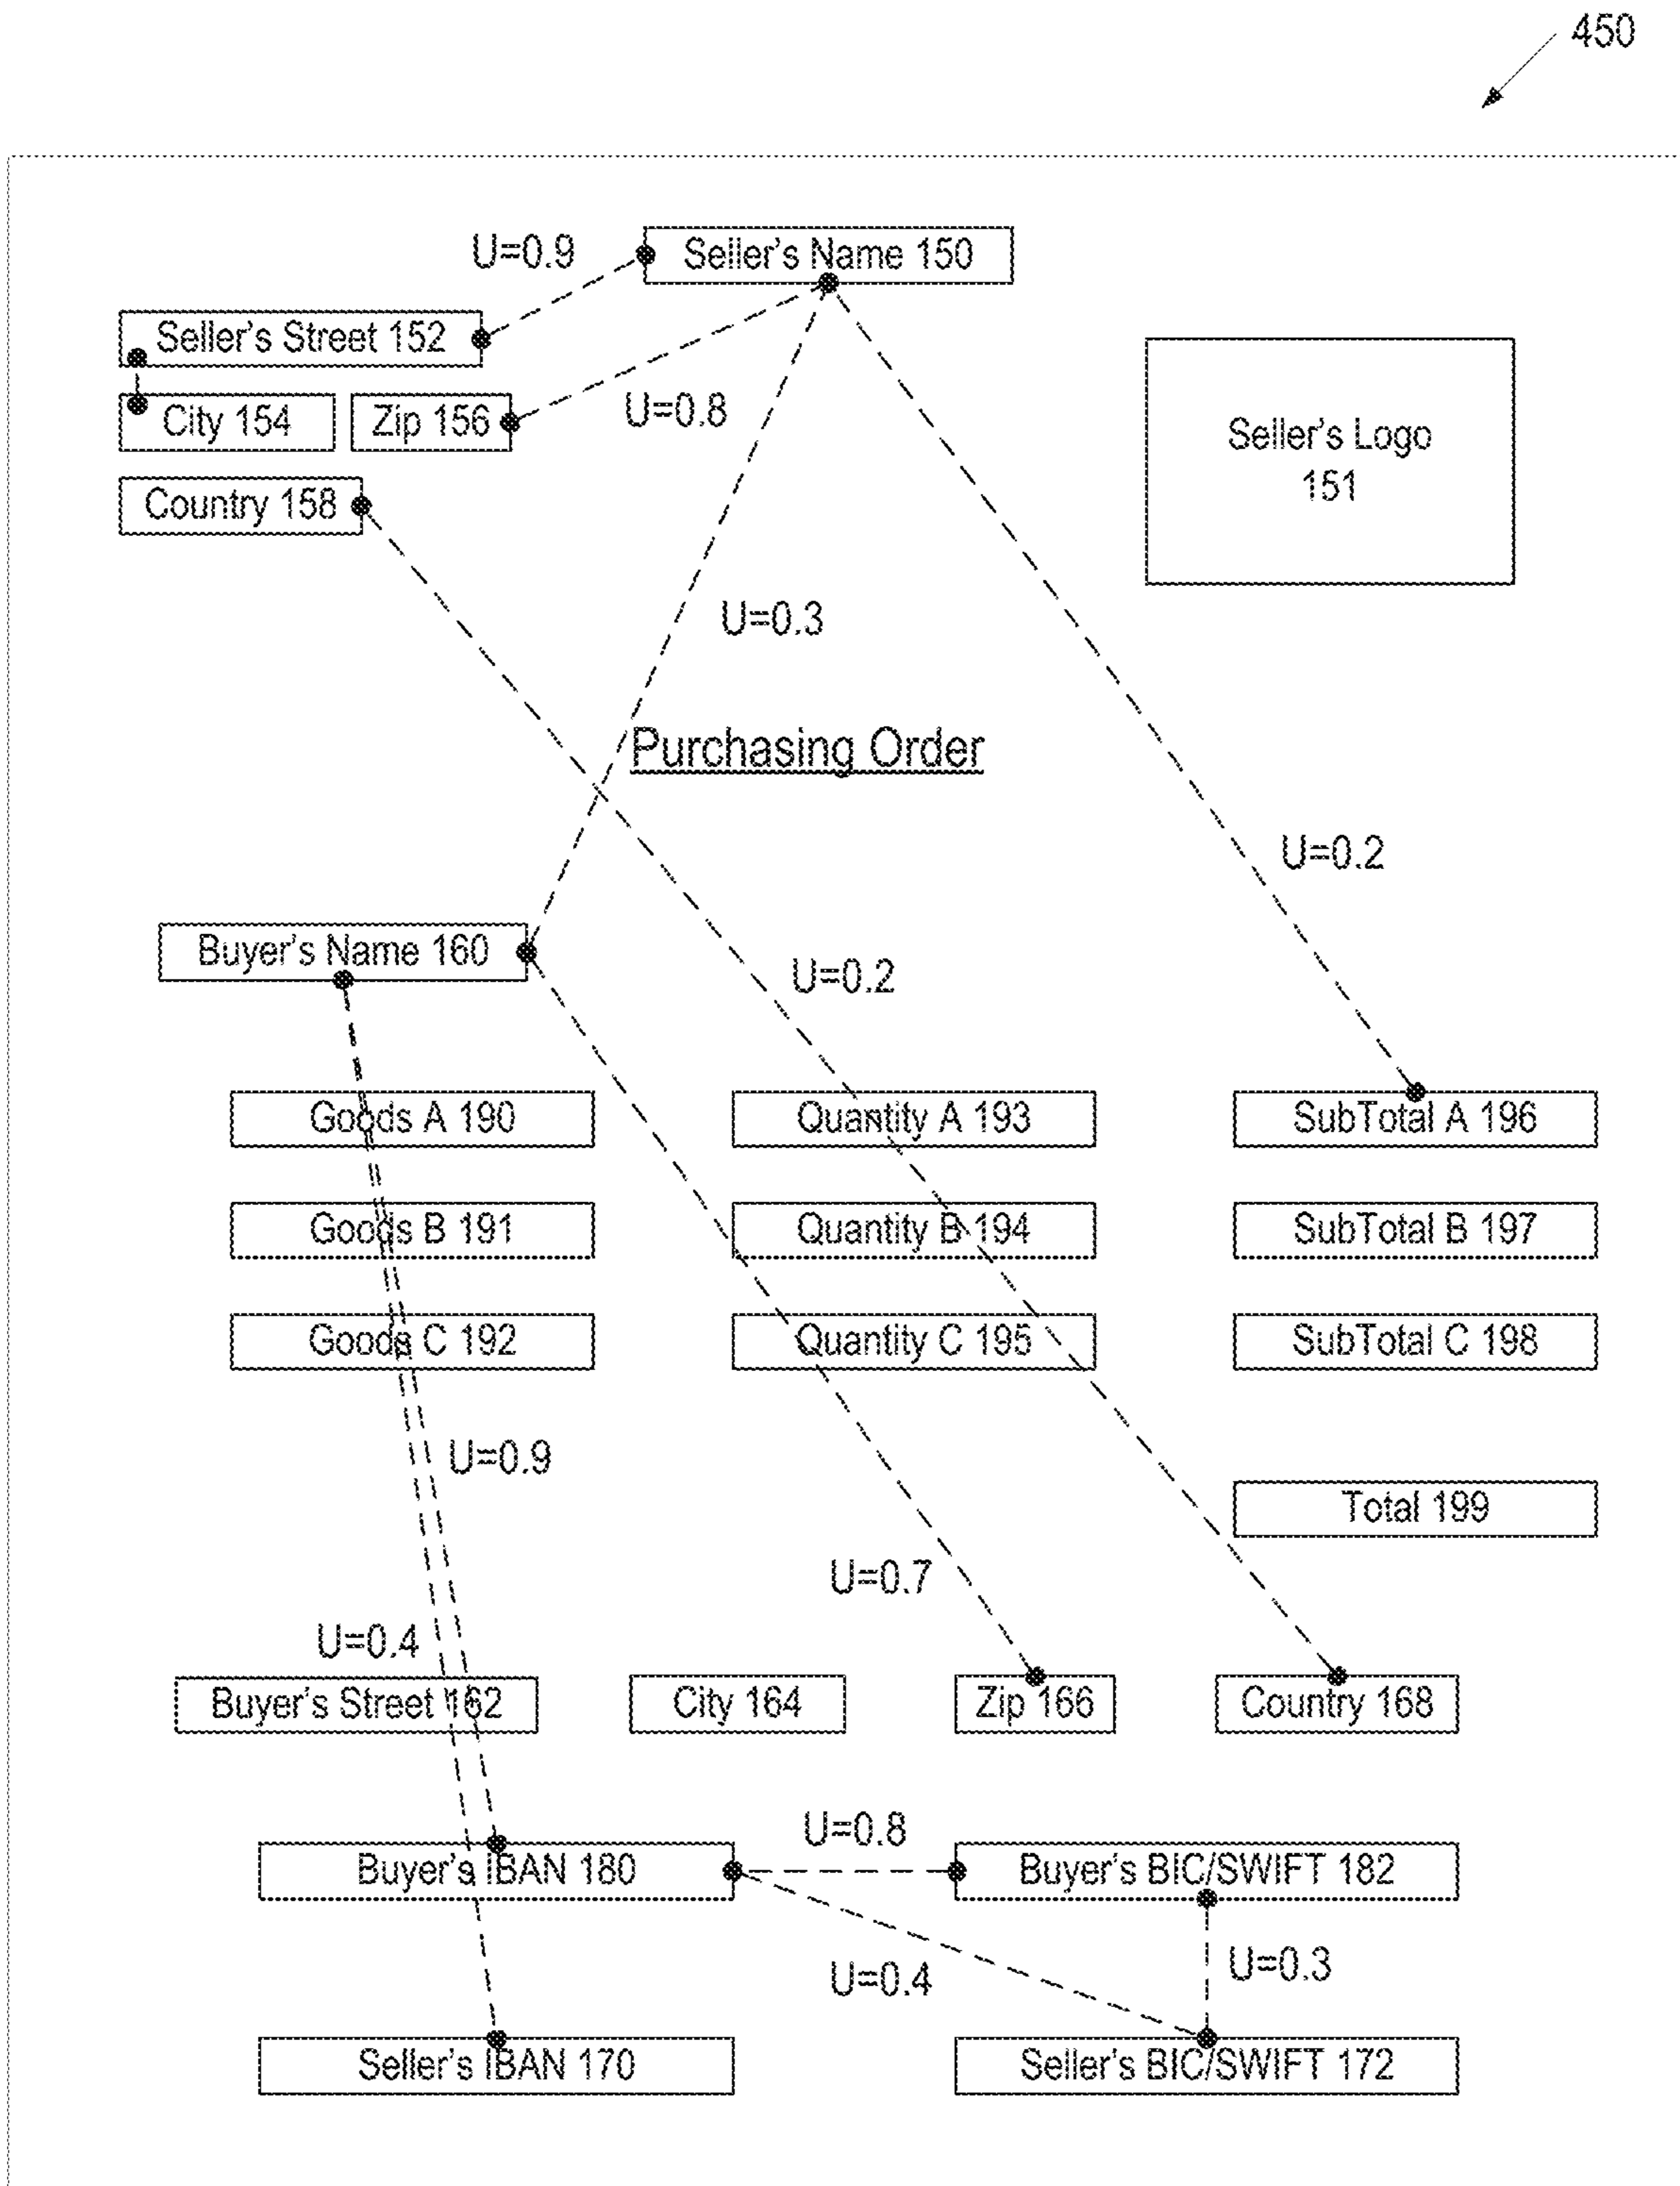 450
U=0.9
Seller's Name 150
Seller's Street 152
City 154
Zip 156
U=0.8
Seller's Logo
151
Country 158
U=0.3
Purchasing Order
U=0.2
Buyer's Name 160
U=0.2
Goods A 190
Quantity A 193
SubTotal A 196
Goods B 191
Quantity B 194
SubTotal B 197
Goods C 192
Quantity C 195
SubTotal C 198
U=0.9
Total 199
U=0.7
U=0.4
Buyer's Street 162
City 164
Zip 166
Country 168
U=0.8
Buyer's IBAN 180
Buyer's BIC/SWIFT 182
U=0.4
U=0.3
Seller's IBAN 170
Seller's BIC/SWIFT 172